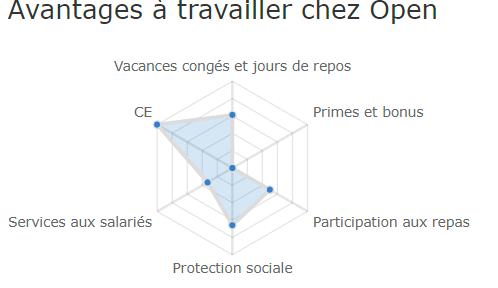 Avantages à travailler chez Open
Vacances congés et jours de repos
CE
Primes et bonus
Services aux salariés
Participation aux repas
Protection sociale